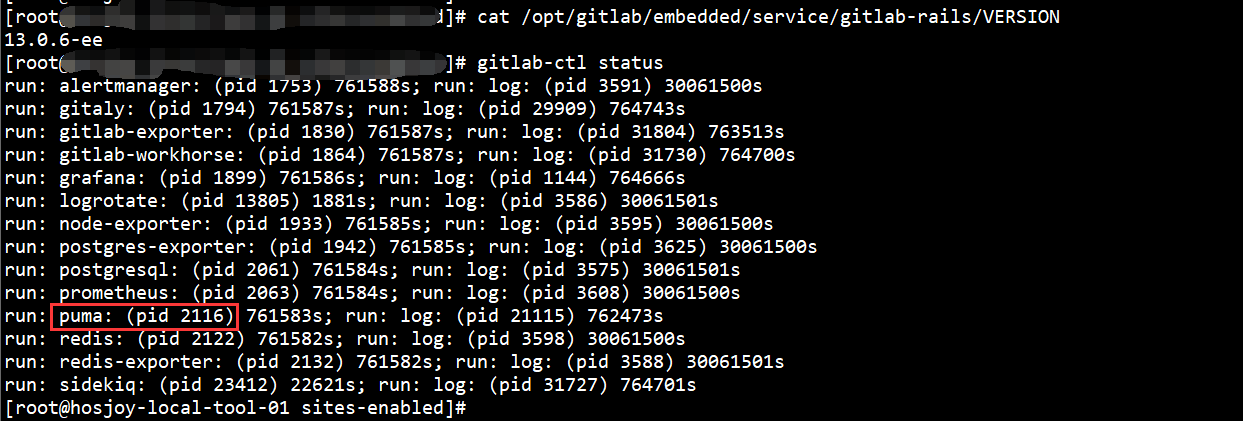 [root@ ]# cat /opt/gitlab/embedded/service/gitlab-rails/VERSION
13.0.6-ee
[root@ ]# gitlab-ctl status
run: alertmanager: (pid 1753) 761588s; run: log: (pid 3591) 30061500s
run: gitaly: (pid 1794) 761587s; run: log: (pid 29909) 764743s
run: gitlab-exporter: (pid 1830) 761587s; run: log: (pid 31804) 763513s
run: gitlab-workhorse: (pid 1864) 761587s; run: log: (pid 31730) 764700s
run: grafana: (pid 1899) 761586s; run: log: (pid 1144) 764666s
run: logrotate: (pid 13805) 1881s; run: log: (pid 3586) 30061501s
run: node-exporter: (pid 1933) 761585s; run: log: (pid 3595) 30061500s
run: postgres-exporter: (pid 1942) 761585s; run: log: (pid 3625) 30061500s
run: postgresql: (pid 2061) 761584s; run: log: (pid 3575) 30061501s
run: prometheus: (pid 2063) 761584s; run: log: (pid 3608) 30061500s
run: puma: (pid 2116) 761583s; run: log: (pid 21115) 762473s
run: redis: (pid 2122) 761582s; run: log: (pid 3598) 30061500s
run: redis-exporter: (pid 2132) 761582s; run: log: (pid 3588) 30061501s
run: sidekiq: (pid 23412) 22621s; run: log: (pid 31727) 764701s
[root@hosjoy-local-tool-01 sites-enabled]#